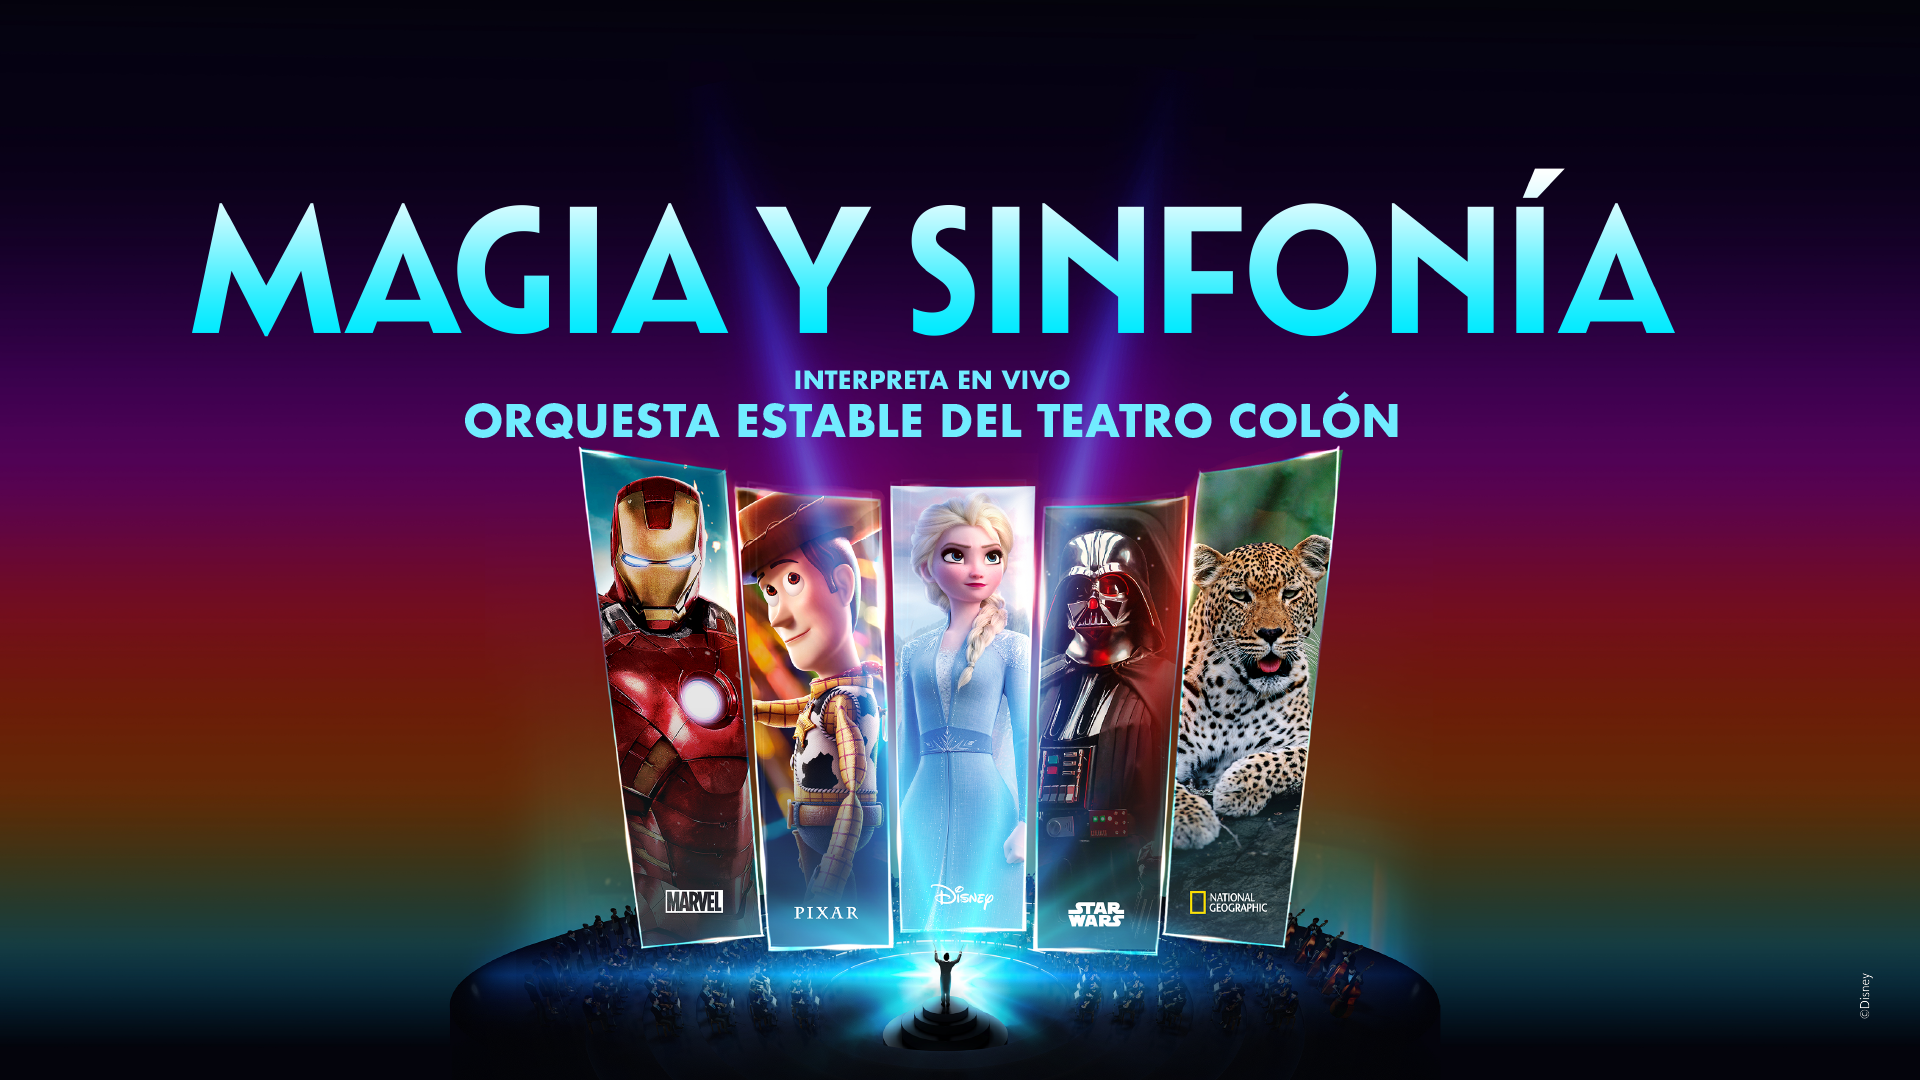 MAGIA Y SINFONÍA
INTERPRETA EN VIVO
ORQUESTA ESTABLE DEL TEATRO COLÓN
MARVEL
PIXAR
Disney
STAR
WARS
NATIONAL
GEOGRAPHIC
©Disney